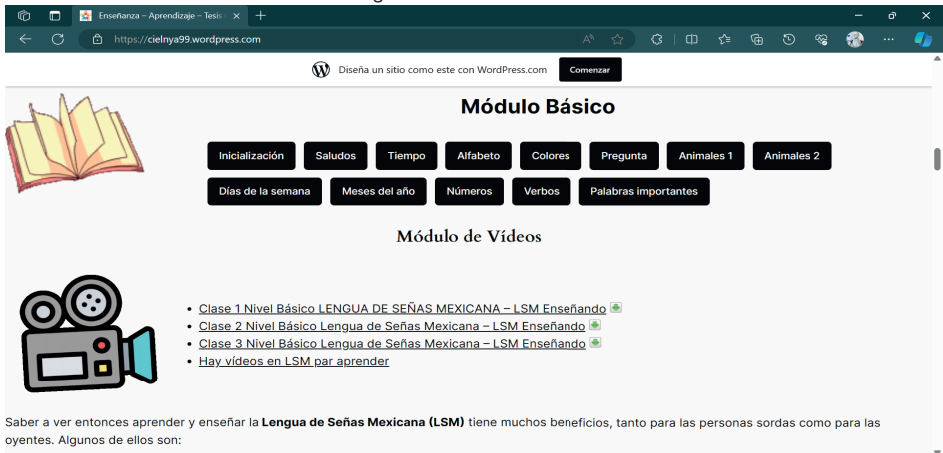 Enseñanza – Aprendizaje – Tesis
https://cielnya99.wordpress.com
Diseña un sitio como este con WordPress.com
Comenzar
Módulo Básico
Inicialización Saludos Tiempo Alfabeto Colores Pregunta Animales 1 Animales 2
Días de la semana Meses del año Números Verbos Palabras importantes
Módulo de Vídeos
• Clase 1 Nivel Básico LENGUA DE SEÑAS MEXICANA – LSM Enseñando
• Clase 2 Nivel Básico Lengua de Señas Mexicana – LSM Enseñando
• Clase 3 Nivel Básico Lengua de Señas Mexicana – LSM Enseñando
• Hay vídeos en LSM par aprender
Saber a ver entonces aprender y enseñar la Lengua de Señas Mexicana (LSM) tiene muchos beneficios, tanto para las personas sordas como para las
oyentes. Algunos de ellos son: